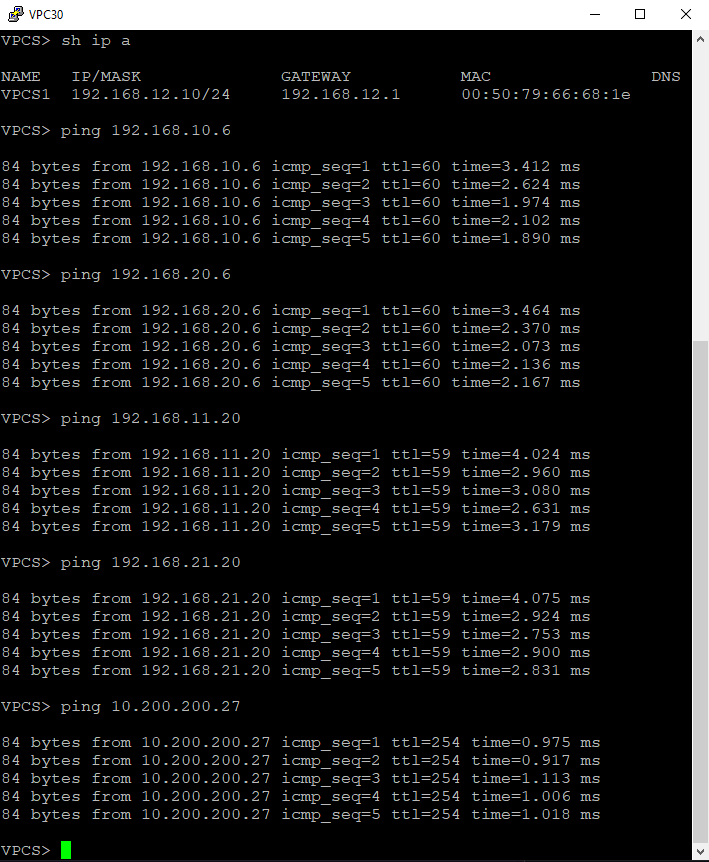 VPC30
VPCS> sh ip a
NAME   IP/MASK              GATEWAY           MAC                DNS
VPCS1  192.168.12.10/24     192.168.12.1      00:50:79:66:68:1e
VPCS> ping 192.168.10.6
84 bytes from 192.168.10.6 icmp_seq=1 ttl=60 time=3.412 ms
84 bytes from 192.168.10.6 icmp_seq=2 ttl=60 time=2.624 ms
84 bytes from 192.168.10.6 icmp_seq=3 ttl=60 time=1.974 ms
84 bytes from 192.168.10.6 icmp_seq=4 ttl=60 time=2.102 ms
84 bytes from 192.168.10.6 icmp_seq=5 ttl=60 time=1.890 ms
VPCS> ping 192.168.20.6
84 bytes from 192.168.20.6 icmp_seq=1 ttl=60 time=3.464 ms
84 bytes from 192.168.20.6 icmp_seq=2 ttl=60 time=2.370 ms
84 bytes from 192.168.20.6 icmp_seq=3 ttl=60 time=2.073 ms
84 bytes from 192.168.20.6 icmp_seq=4 ttl=60 time=2.136 ms
84 bytes from 192.168.20.6 icmp_seq=5 ttl=60 time=2.167 ms
VPCS> ping 192.168.11.20
84 bytes from 192.168.11.20 icmp_seq=1 ttl=59 time=4.024 ms
84 bytes from 192.168.11.20 icmp_seq=2 ttl=59 time=2.960 ms
84 bytes from 192.168.11.20 icmp_seq=3 ttl=59 time=3.080 ms
84 bytes from 192.168.11.20 icmp_seq=4 ttl=59 time=2.631 ms
84 bytes from 192.168.11.20 icmp_seq=5 ttl=59 time=3.179 ms
VPCS> ping 192.168.21.20
84 bytes from 192.168.21.20 icmp_seq=1 ttl=59 time=4.075 ms
84 bytes from 192.168.21.20 icmp_seq=2 ttl=59 time=2.924 ms
84 bytes from 192.168.21.20 icmp_seq=3 ttl=59 time=2.753 ms
84 bytes from 192.168.21.20 icmp_seq=4 ttl=59 time=2.900 ms
84 bytes from 192.168.21.20 icmp_seq=5 ttl=59 time=2.831 ms
VPCS> ping 10.200.200.27
84 bytes from 10.200.200.27 icmp_seq=1 ttl=254 time=0.975 ms
84 bytes from 10.200.200.27 icmp_seq=2 ttl=254 time=0.917 ms
84 bytes from 10.200.200.27 icmp_seq=3 ttl=254 time=1.113 ms
84 bytes from 10.200.200.27 icmp_seq=4 ttl=254 time=1.006 ms
84 bytes from 10.200.200.27 icmp_seq=5 ttl=254 time=1.018 ms
VPCS>